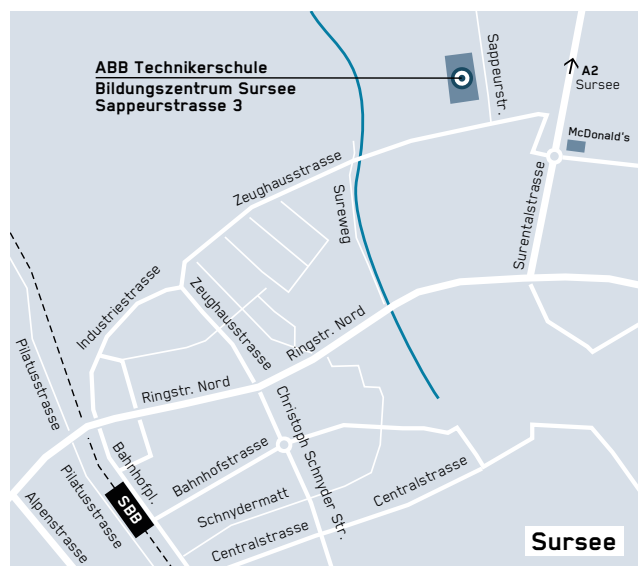 ABB Technikerschule
Bildungszentrum Sursee
Sappeurstrasse 3
Sappeurstr.
A2
Sursee
McDonald's
Zeughausstrasse
Sureweg
Surentalstrasse
Industriestrasse
Zeughausstrasse
Ringstr. Nord
Pilatusstrasse
Ringstr. Nord
Christoph Schnyder Str.
Bahnhofpl.
Bahnhofstrasse
Pilatusstrasse
SBB
Alpenstrasse
Schnydermatt
Centralstrasse
Centralstrasse
Sursee